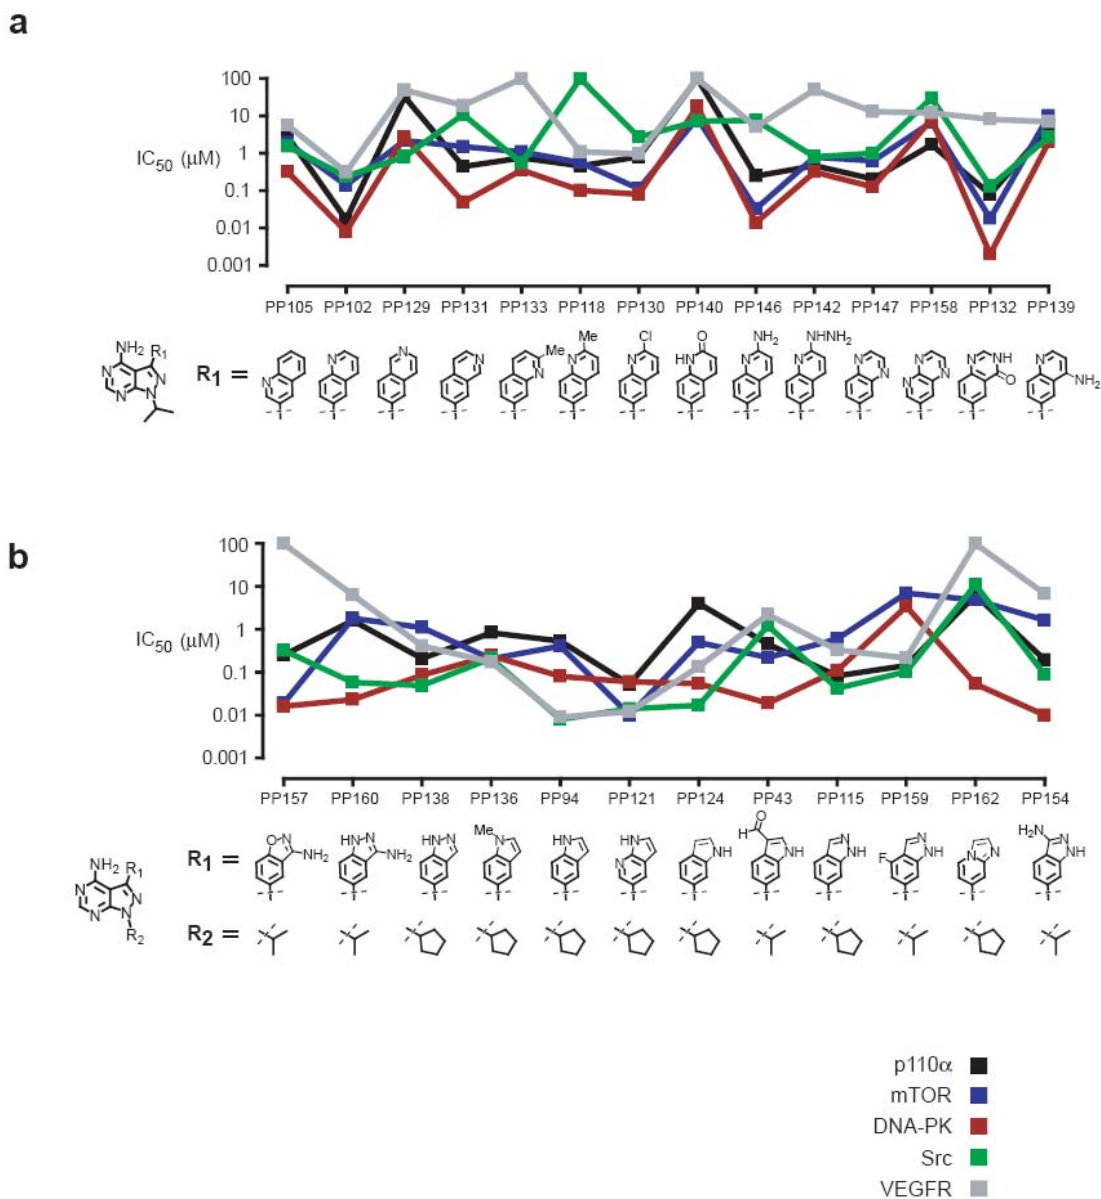 a
100
10
1
0.1
0.01
0.001
IC50 (μM)
PP105 PP102 PP129 PP131 PP133 PP118 PP130 PP140 PP146 PP142 PP147 PP158 PP132 PP139
NH2 R1 N N N N
R1 =
N
N
N
N
Me N
Me N
Cl N
O HN
NH2 N
NHNH2 N
N N
N N N
N NH O
N NH2
b
100
10
1
0.1
0.01
0.001
IC50 (μM)
PP157 PP160 PP138 PP136 PP94 PP121 PP124 PP43 PP115 PP159 PP162 PP154
NH2 R1 N N N N R2
R1 =
O N NH2
HN N NH2
HN N
Me N
HN
HN N
NH
H O NH
N NH
F N NH
N N
H2N N NH
R2 =
p110α
mTOR
DNA-PK
Src
VEGFR